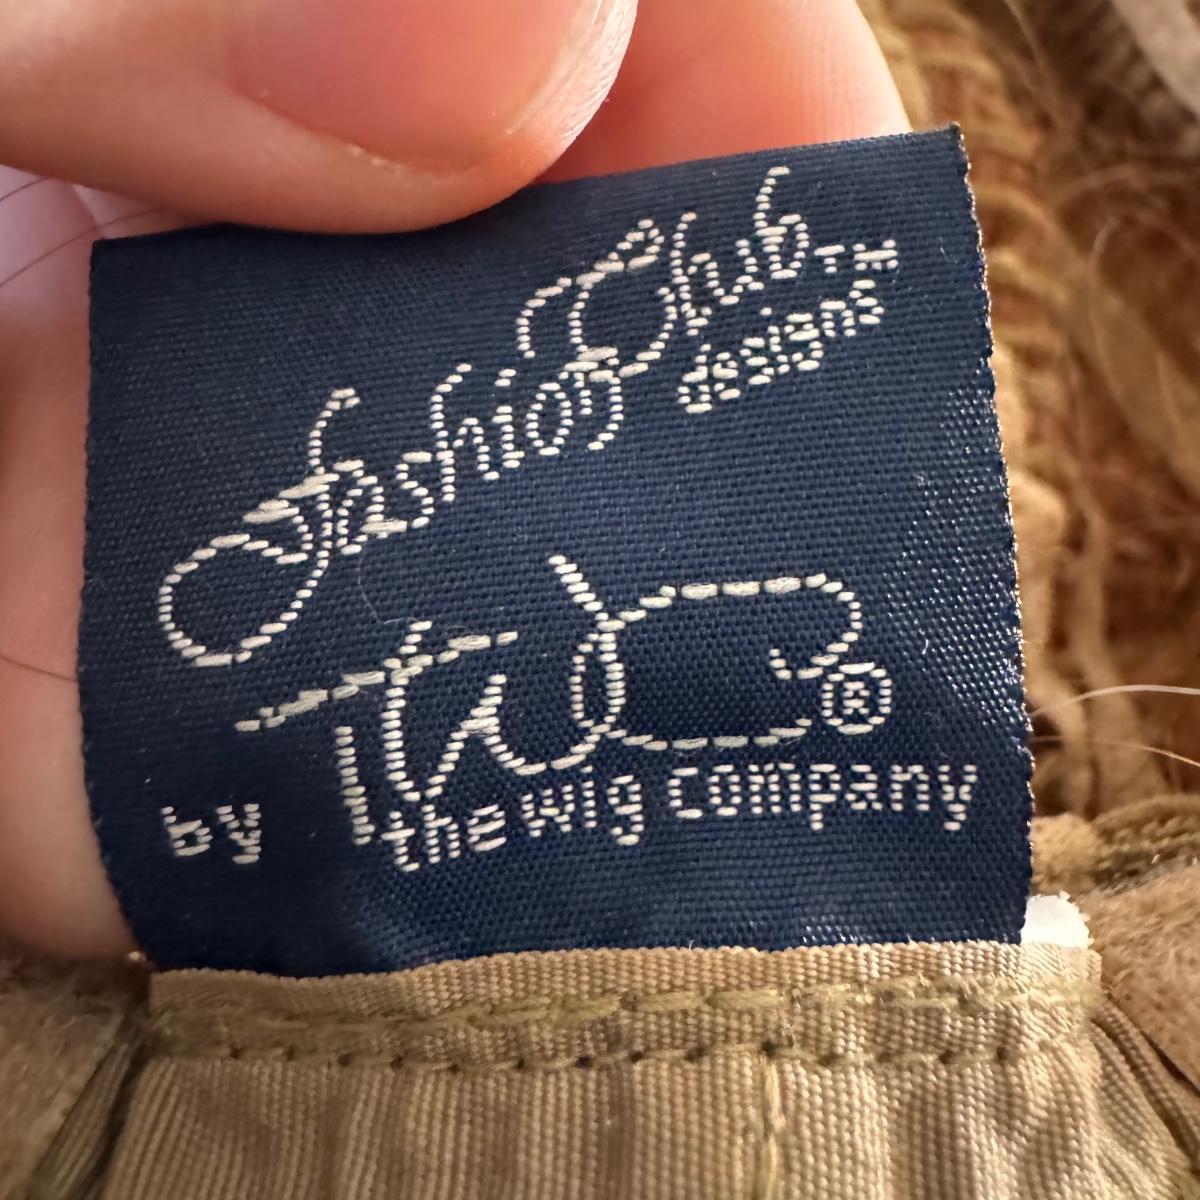 Fashion Club™
designs
TWC®
by the wig company